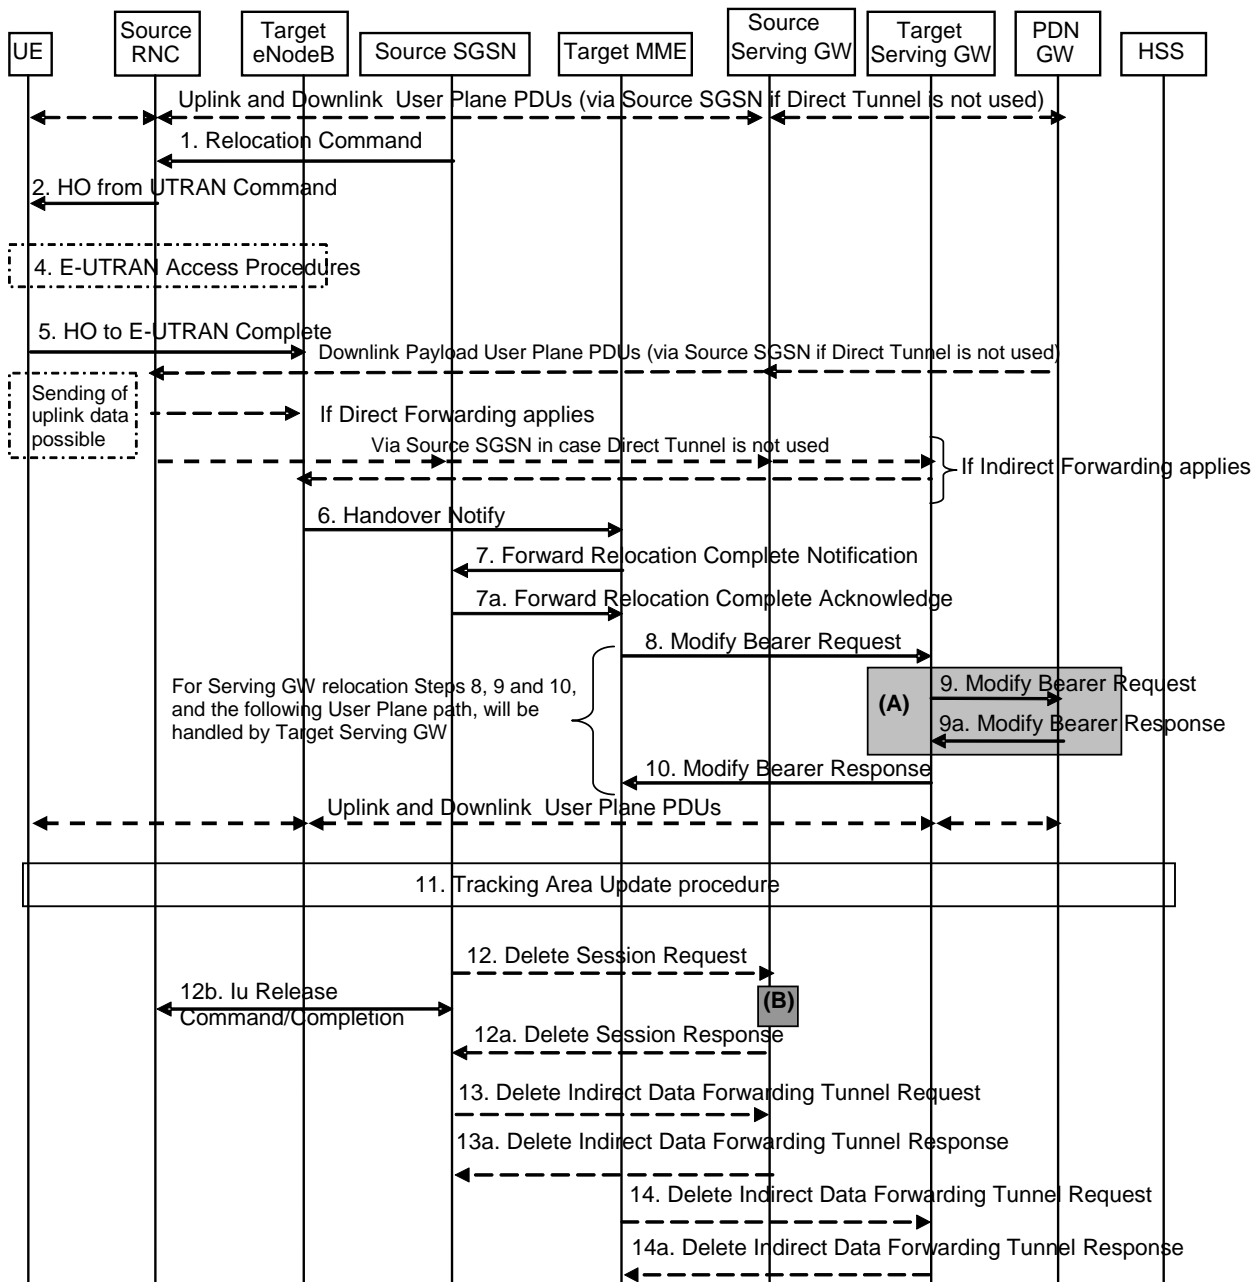 UE
Source
RNC
Target
eNodeB
Source SGSN
Target MME
Source
Serving GW
Target
Serving GW
PDN
GW
HSS
Uplink and Downlink User Plane PDUs (via Source SGSN if Direct Tunnel is not used)
1. Relocation Command
2. HO from UTRAN Command
4. E-UTRAN Access Procedures
5. HO to E-UTRAN Complete
Downlink Payload User Plane PDUs (via Source SGSN if Direct Tunnel is not used)
Sending of
uplink data
possible
If Direct Forwarding applies
Via Source SGSN in case Direct Tunnel is not used
If Indirect Forwarding applies
6. Handover Notify
7. Forward Relocation Complete Notification
7a. Forward Relocation Complete Acknowledge
8. Modify Bearer Request
For Serving GW relocation Steps 8, 9 and 10,
and the following User Plane path, will be
handled by Target Serving GW
(A)
9. Modify Bearer Request
9a. Modify Bearer Response
10. Modify Bearer Response
Uplink and Downlink User Plane PDUs
11. Tracking Area Update procedure
12. Delete Session Request
12b. Iu Release
Command/Completion
(B)
12a. Delete Session Response
13. Delete Indirect Data Forwarding Tunnel Request
13a. Delete Indirect Data Forwarding Tunnel Response
14. Delete Indirect Data Forwarding Tunnel Request
14a. Delete Indirect Data Forwarding Tunnel Response